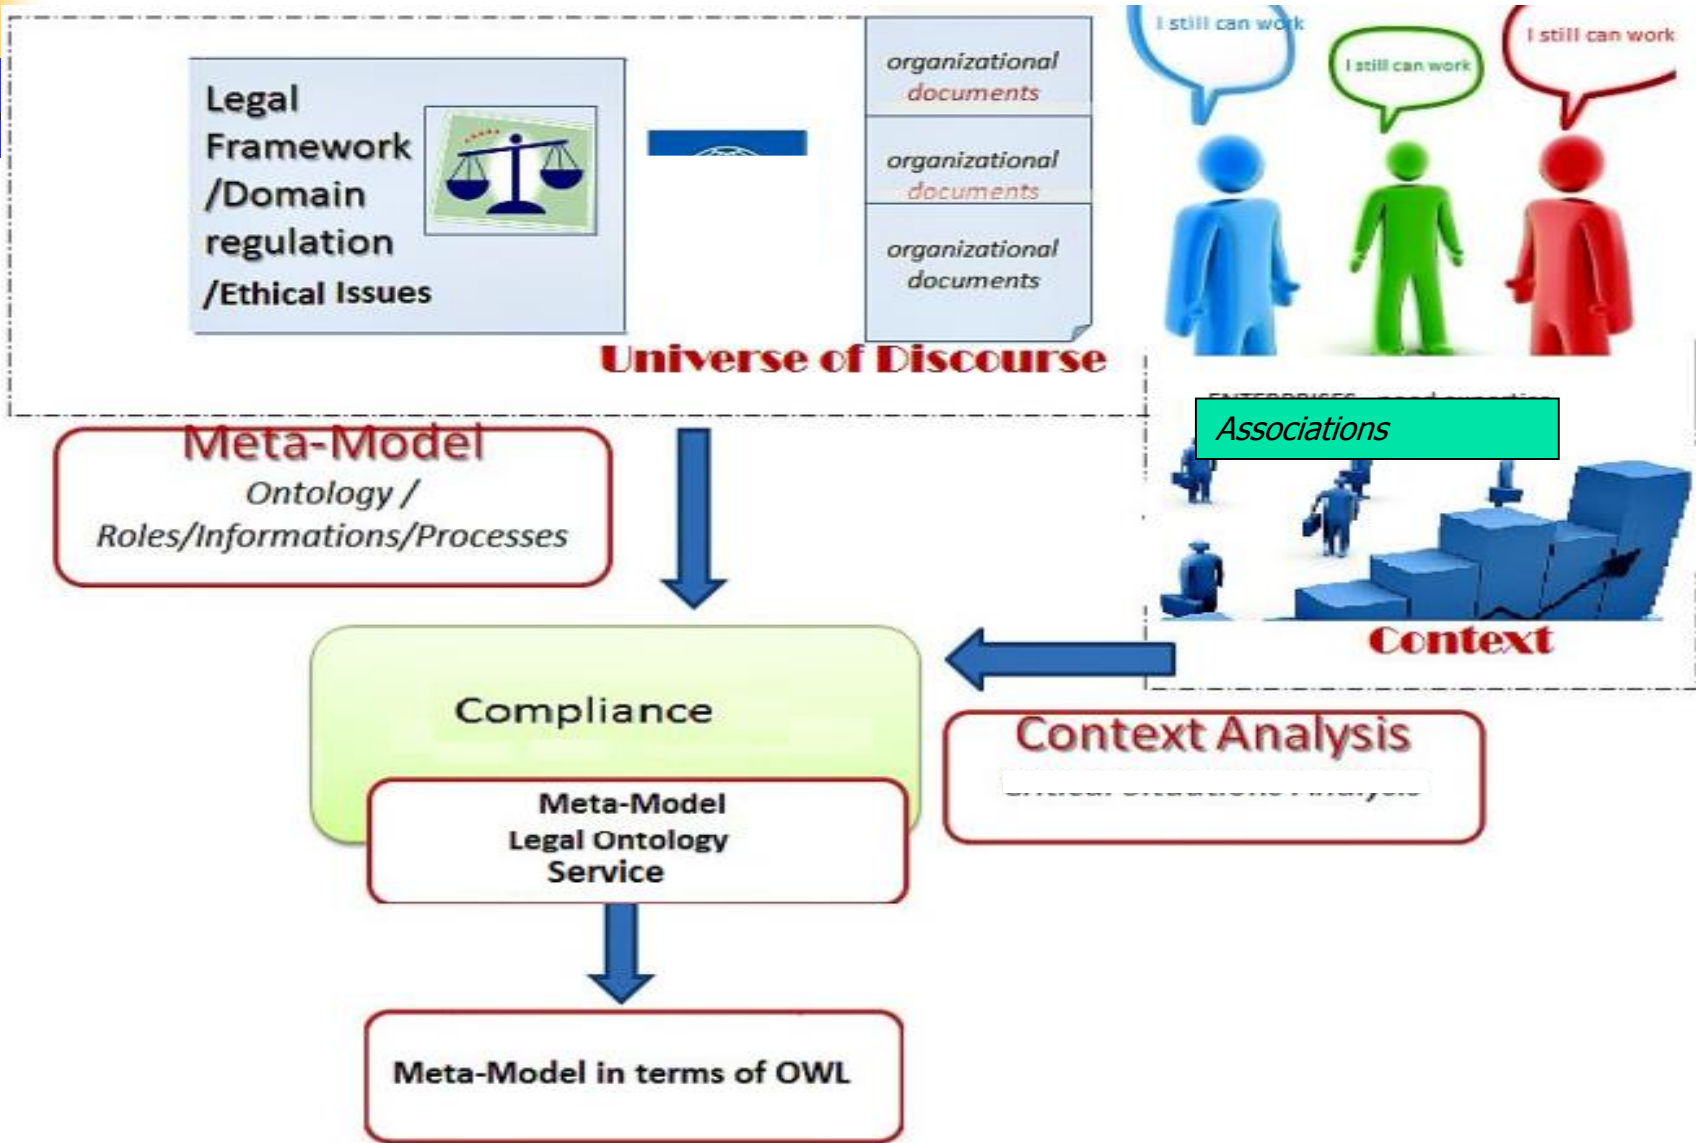 Legal
Framework
/Domain
regulation
/Ethical Issues
organizational
documents
organizational
documents
organizational
documents
I still can work
I still can work
I still can work
Universe of Discourse
Associations
Meta-Model
Ontology /
Roles/Informations/Processes
Context
Compliance
Context Analysis
Meta-Model
Legal Ontology
Service
Meta-Model in terms of OWL